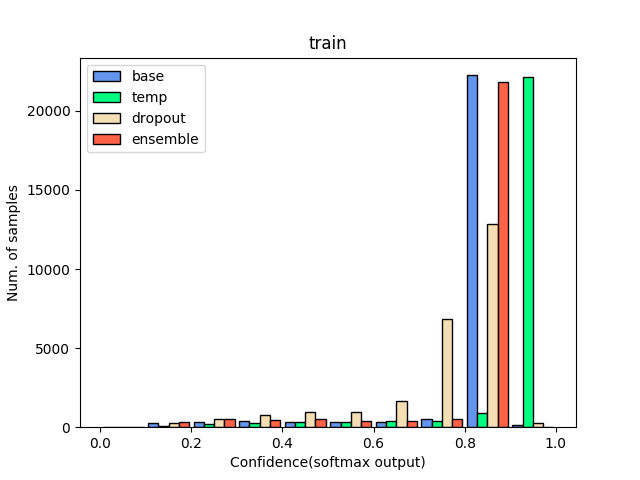 train
base
temp
dropout
ensemble
Num. of samples
20000
15000
10000
5000
0
0.0 0.2 0.4 0.6 0.8 1.0
Confidence(softmax output)